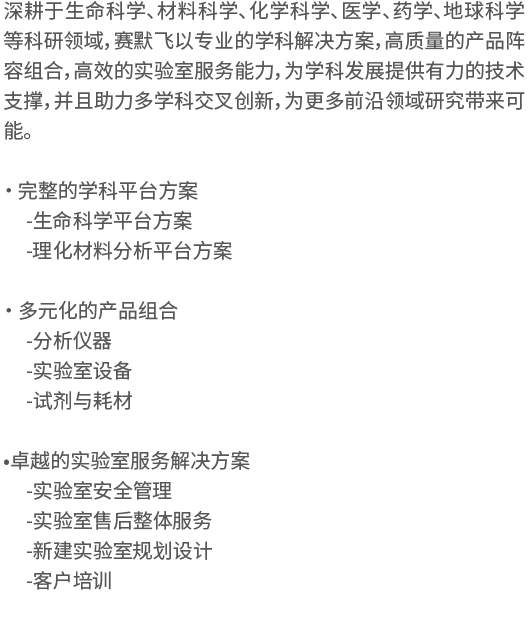 深耕于生命科学、材料科学、化学科学、医学、药学、地球科学
等科研领域，赛默飞以专业的学科解决方案，高质量的产品阵
容组合，高效的实验室服务能力，为学科发展提供有力的技术
支撑，并且助力多学科交叉创新，为更多前沿领域研究带来可
能。
· 完整的学科平台方案
-生命科学平台方案
-理化材料分析平台方案
· 多元化的产品组合
-分析仪器
-实验室设备
-试剂与耗材
•卓越的实验室服务解决方案
-实验室安全管理
-实验室售后整体服务
-新建实验室规划设计
-客户培训